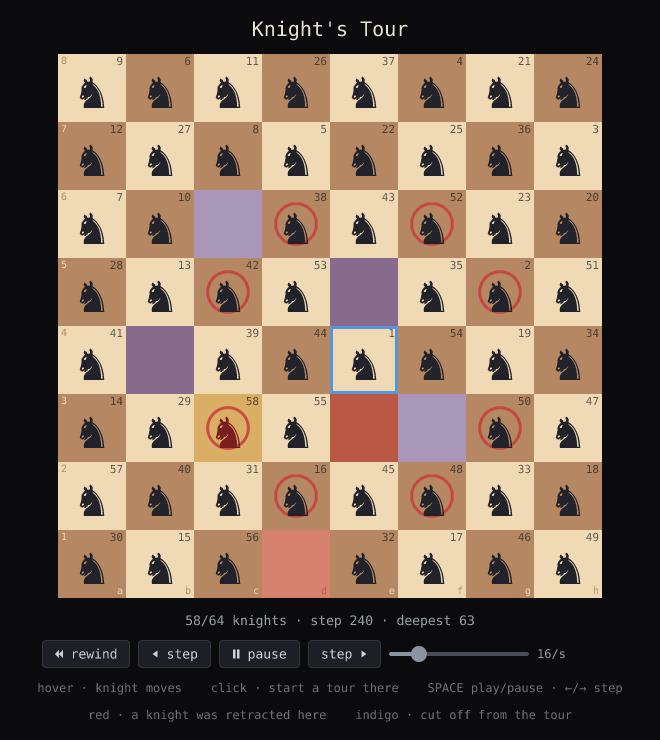 Knight's Tour
8 9 6 11 26 37 4 21 24
7 12 27 8 5 22 25 36 3
6 7 10 38 43 52 23 20
5 28 13 42 53 35 2 51
4 41 39 44 1 54 19 34
3 14 29 58 55 50 47
2 57 40 31 16 45 48 33 18
1 30 15 56 32 17 46 49
a b c d e f g h
58/64 knights · step 240 · deepest 63
rewind step pause step 16/s
hover · knight moves click · start a tour there SPACE play/pause · ←/→ step
red · a knight was retracted here indigo · cut off from the tour